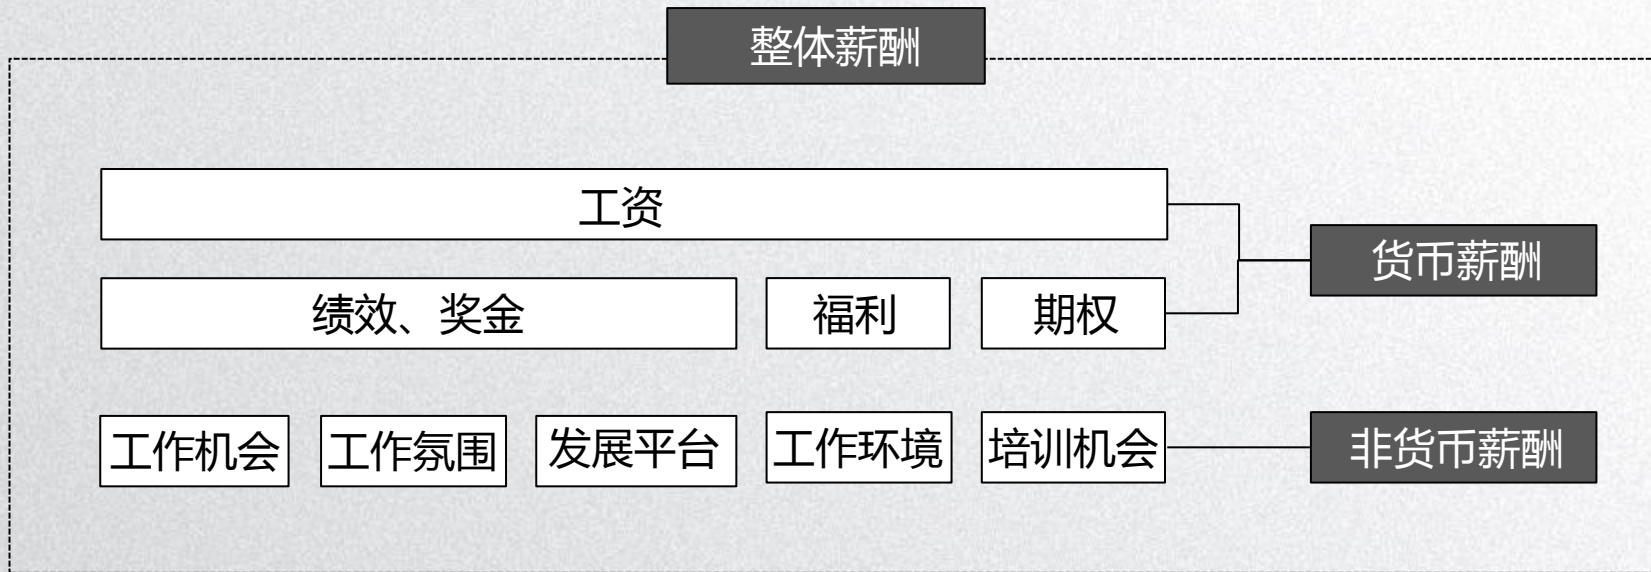 整体薪酬
工资
货币薪酬
绩效、奖金
福利
期权
工作机会
工作氛围
发展平台
工作环境
培训机会
非货币薪酬